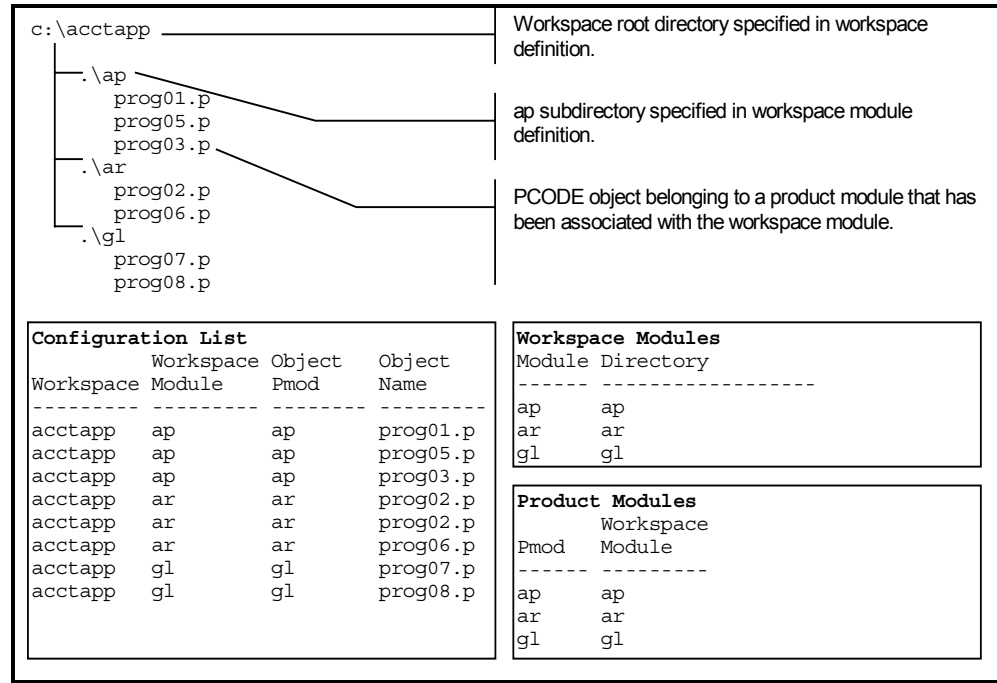 c:\acctapp
.\ap
prog01.p
prog05.p
prog03.p
.\ar
prog02.p
prog06.p
.\gl
prog07.p
prog08.p
Workspace root directory specified in workspace
definition.
ap subdirectory specified in workspace module
definition.
PCODE object belonging to a product module that has
been associated with the workspace module.
Configuration List
Workspace Object Object
Workspace Module Pmod Name
--------- --------- -------- ---------
acctapp ap ap prog01.p
acctapp ap ap prog05.p
acctapp ap ap prog03.p
acctapp ar ar prog02.p
acctapp ar ar prog02.p
acctapp ar ar prog06.p
acctapp gl gl prog07.p
acctapp gl gl prog08.p
Workspace Modules
Module Directory
------ ------------------
ap ap
ar ar
gl gl
Product Modules
Workspace
Pmod Module
------ ---------
ap ap
ar ar
gl gl